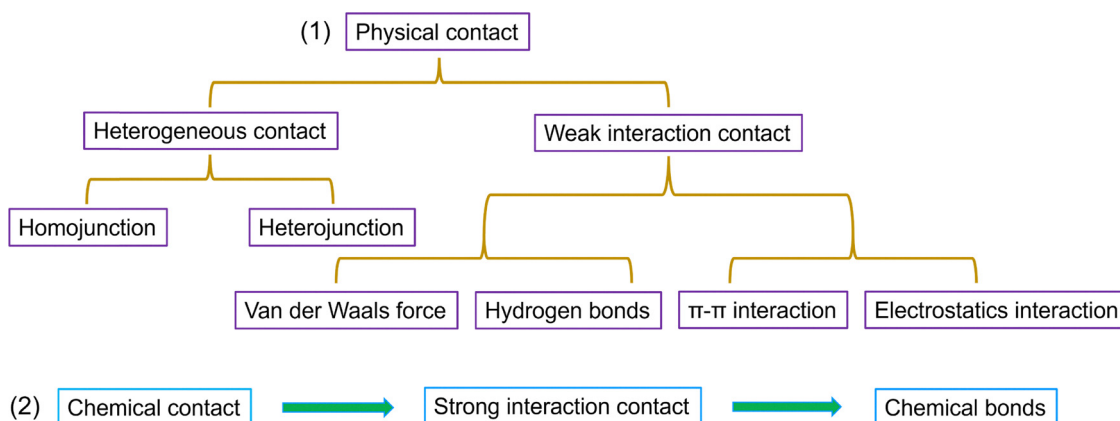 (1) Physical contact
Heterogeneous contact
Weak interaction contact
Homojunction
Heterojunction
Van der Waals force
Hydrogen bonds
π-π interaction
Electrostatics interaction
(2) Chemical contact
Strong interaction contact
Chemical bonds